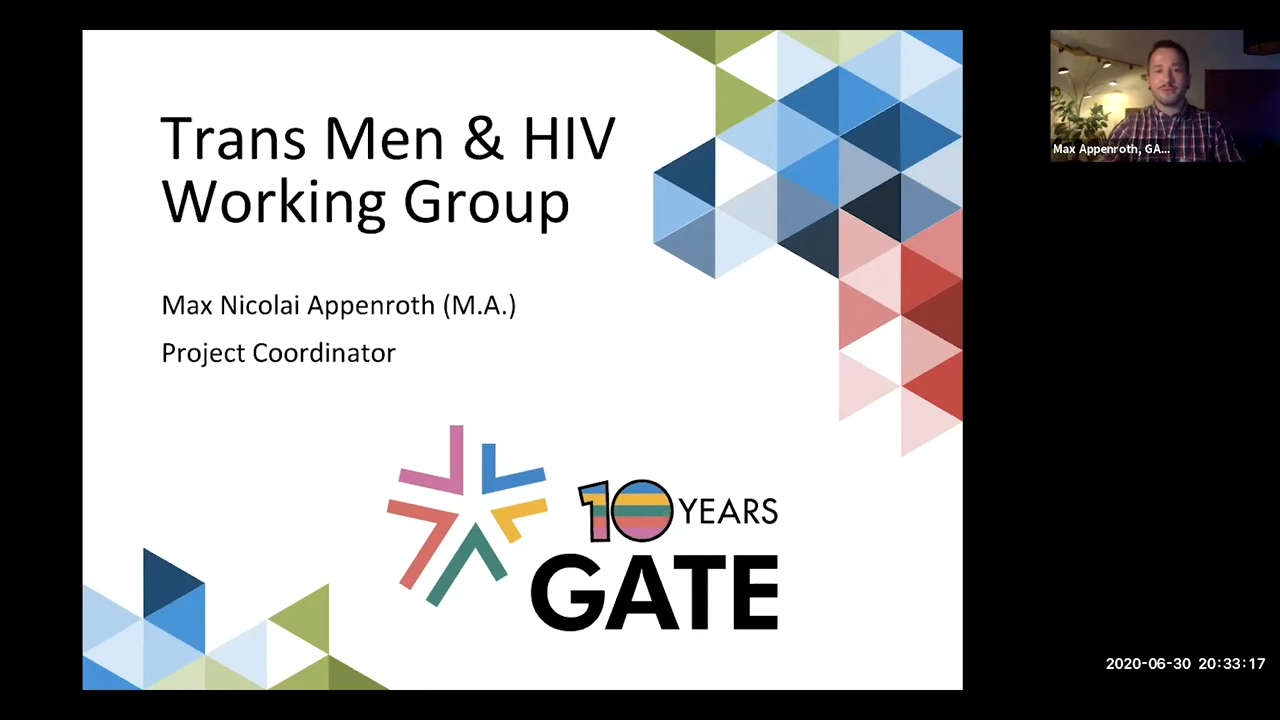 Trans Men & HIV
Working Group
Max Nicolai Appenroth (M.A.)
Project Coordinator
10 YEARS
GATE
Max Appenroth, GA...
2020-06-30 20:33:17